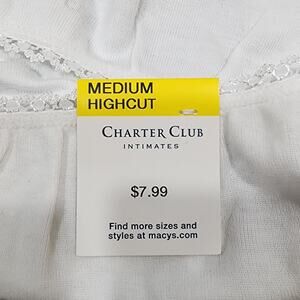 MEDIUM
HIGHCUT
CHARTER CLUB
INTIMATES
$7.99
Find more sizes and
styles at macys.com